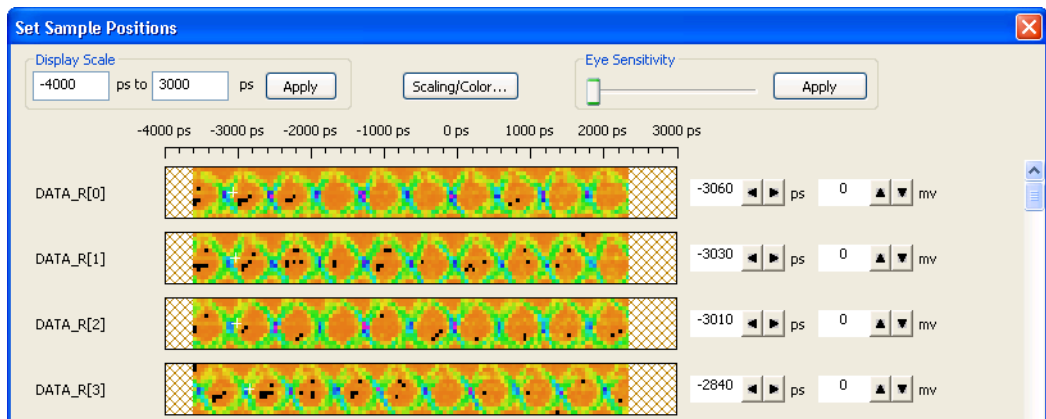 Set Sample Positions
Display Scale
-4000 ps to 3000 ps Apply
Scaling/Color...
Eye Sensitivity
Apply
-4000 ps -3000 ps -2000 ps -1000 ps 0 ps 1000 ps 2000 ps 3000 ps
DATA_R[0] -3060 ps 0 mv
DATA_R[1] -3030 ps 0 mv
DATA_R[2] -3010 ps 0 mv
DATA_R[3] -2840 ps 0 mv